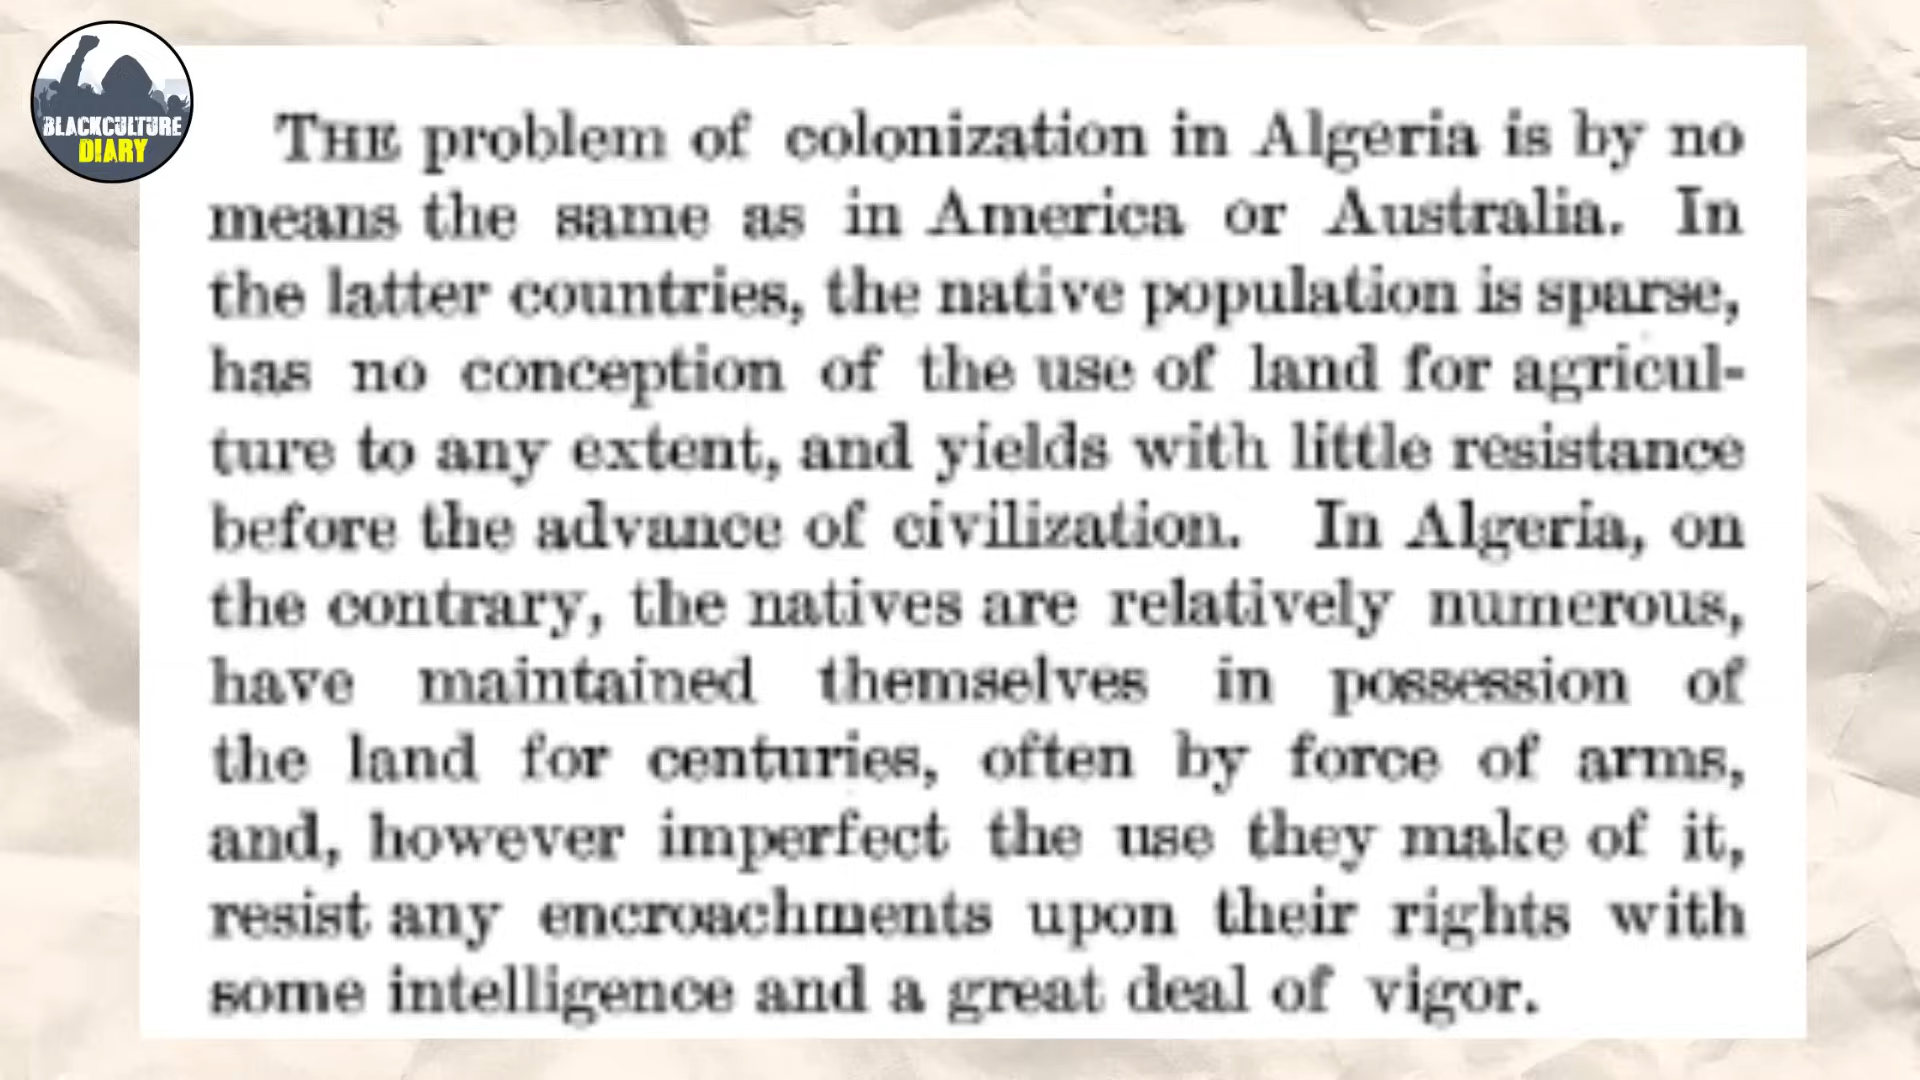 BLACKCULTURE
DIARY
THE problem of colonization in Algeria is by no
means the same as in America or Australia. In
the latter countries, the native population is sparse,
has no conception of the use of land for agricul-
ture to any extent, and yields with little resistance
before the advance of civilization. In Algeria, on
the contrary, the natives are relatively numerous,
have maintained themselves in possession of
the land for centuries, often by force of arms,
and, however imperfect the use they make of it,
resist any encroachments upon their rights with
some intelligence and a great deal of vigor.